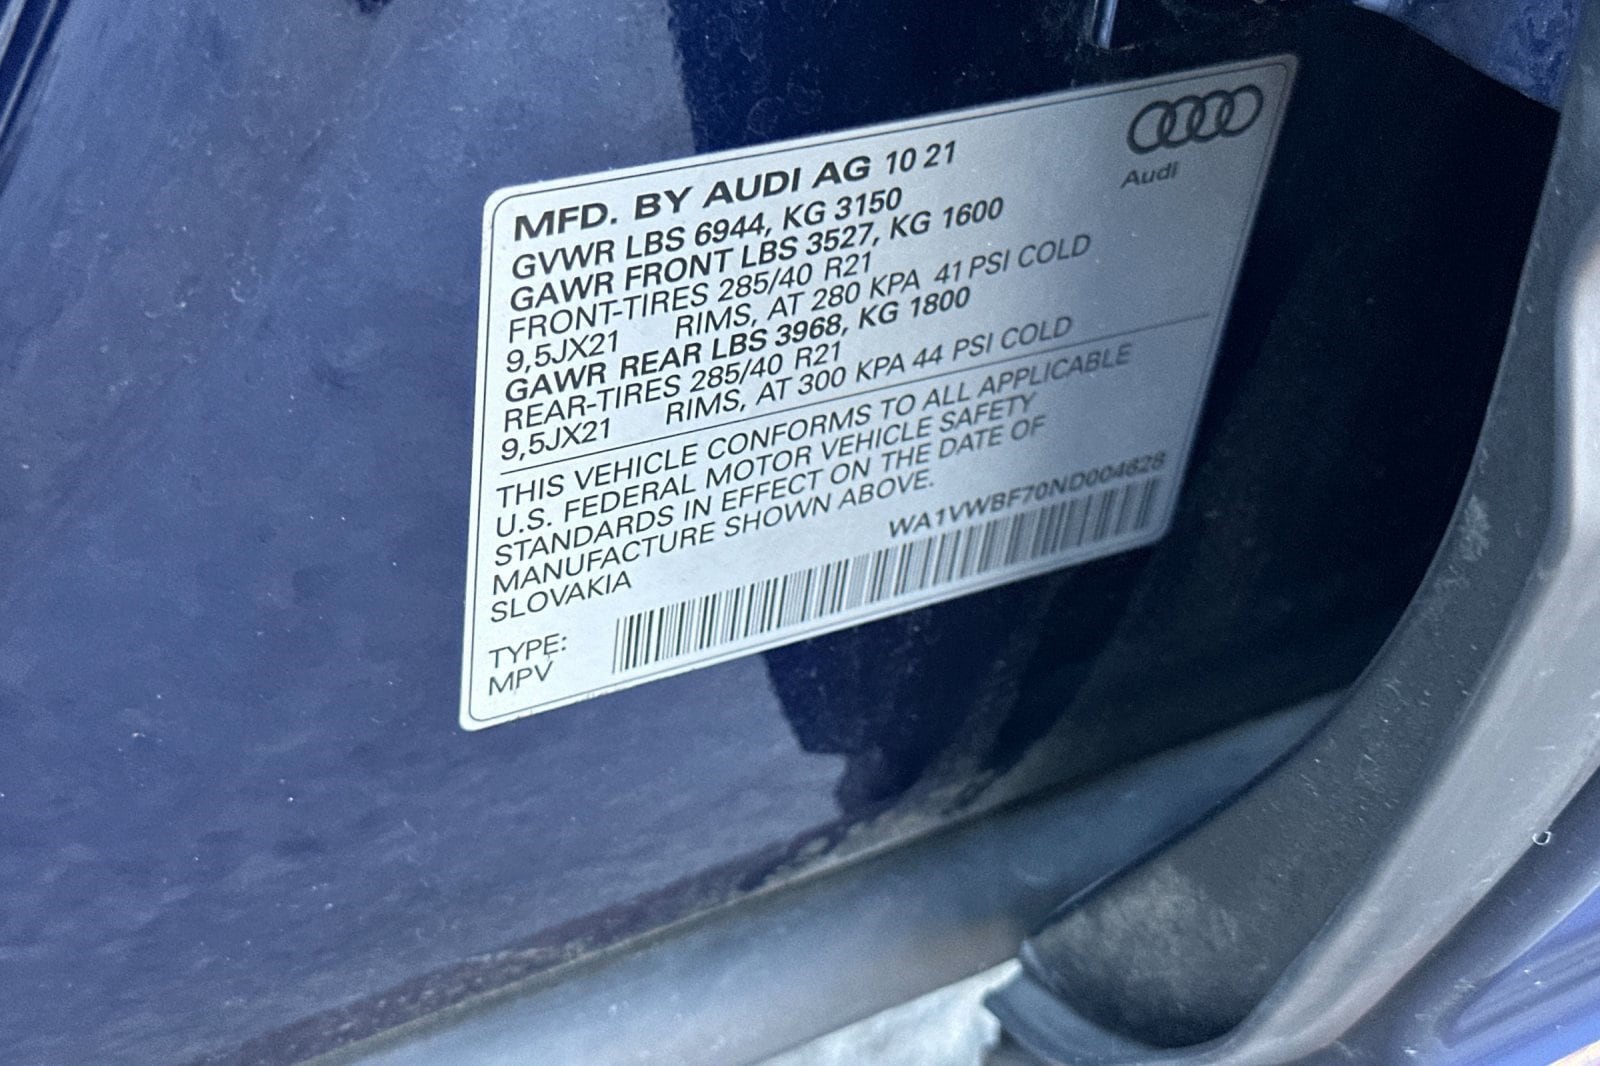 Audi
MFD. BY AUDI AG 10 21
GVWR LBS 6944, KG 3150
GAWR FRONT LBS 3527, KG 1600
FRONT-TIRES 285/40 R21
9,5JX21 RIMS, AT 280 KPA 41 PSI COLD
GAWR REAR LBS 3968, KG 1800
REAR-TIRES 285/40 R21
9,5JX21 RIMS, AT 300 KPA 44 PSI COLD
THIS VEHICLE CONFORMS TO ALL APPLICABLE
U.S. FEDERAL MOTOR VEHICLE SAFETY
STANDARDS IN EFFECT ON THE DATE OF
MANUFACTURE SHOWN ABOVE.
SLOVAKIA
WA1VWBF70ND004828
TYPE:
MPV